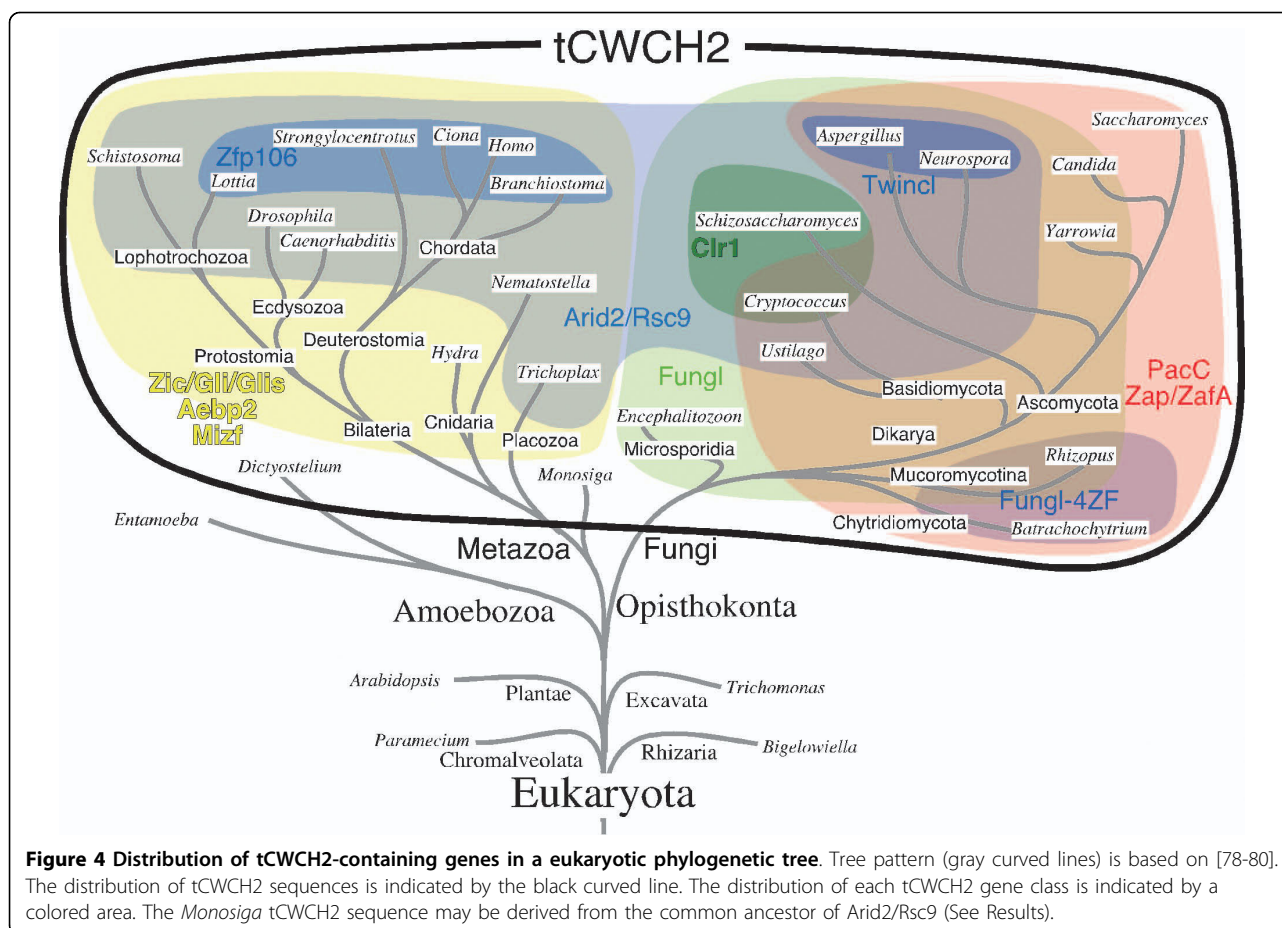 tCWCH2
Saccharomyces
Strongylocentrotus
Ciona
Homo
Aspergillus
Schistosoma
Zfp106
Neurospora
Candida
Lottia
Branchiostoma
Twincl
Drosophila
Schizosaccharomyces
Yarrowia
Caenorhabditis
Chordata
Clr1
Lophotrochozoa
Nematostella
Ecdysozoa
Cryptococcus
Arid2/Rsc9
Deuterostomia
Hydra
Ustilago
Protostomia
Trichoplax
FungI
Basidiomycota
PacC
Zic/Gli/Glis
Zap/ZafA
Aebp2
Encephalitozoon
Ascomycota
Mizf
Cnidaria
Bilateria
Placozoa
Microsporidia
Dikarya
Rhizopus
Dictyostelium
Monosiga
Mucoromycotina
FungI-4ZF
Entamoeba
Chytridiomycota
Batrachochytrium
Metazoa
Fungi
Amoebozoa
Opisthokonta
Arabidopsis
Plantae
Excavata
Trichomonas
Paramecium
Chromalveolata
Rhizaria
Bigelowiella
Eukaryota
Figure 4 Distribution of tCWCH2-containing genes in a eukaryotic phylogenetic tree. Tree pattern (gray curved lines) is based on [78-80].
The distribution of tCWCH2 sequences is indicated by the black curved line. The distribution of each tCWCH2 gene class is indicated by a
colored area. The Monosiga tCWCH2 sequence may be derived from the common ancestor of Arid2/Rsc9 (See Results).